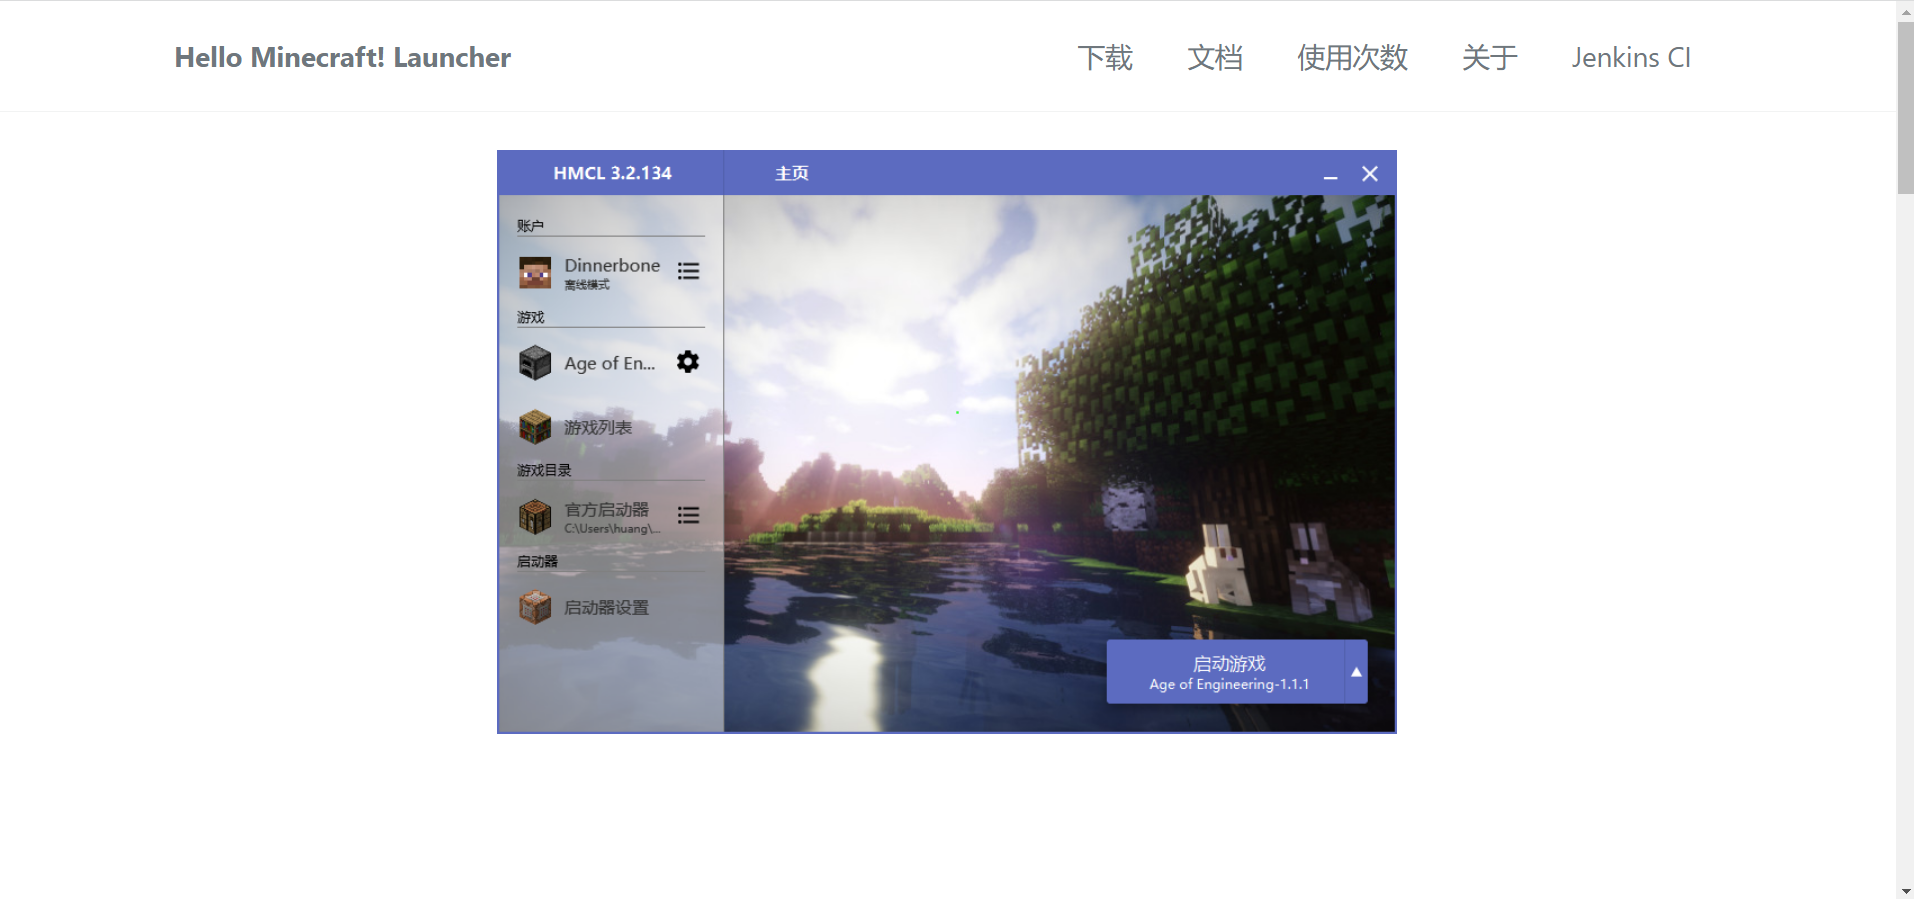 Hello Minecraft! Launcher
下载 文档 使用次数 关于 Jenkins CI
HMCL 3.2.134
主页
账户
Dinnerbone
离线模式
游戏
Age of En...
游戏列表
游戏目录
官方启动器
C:\Users\huang\...
启动器
启动器设置
启动游戏
Age of Engineering-1.1.1